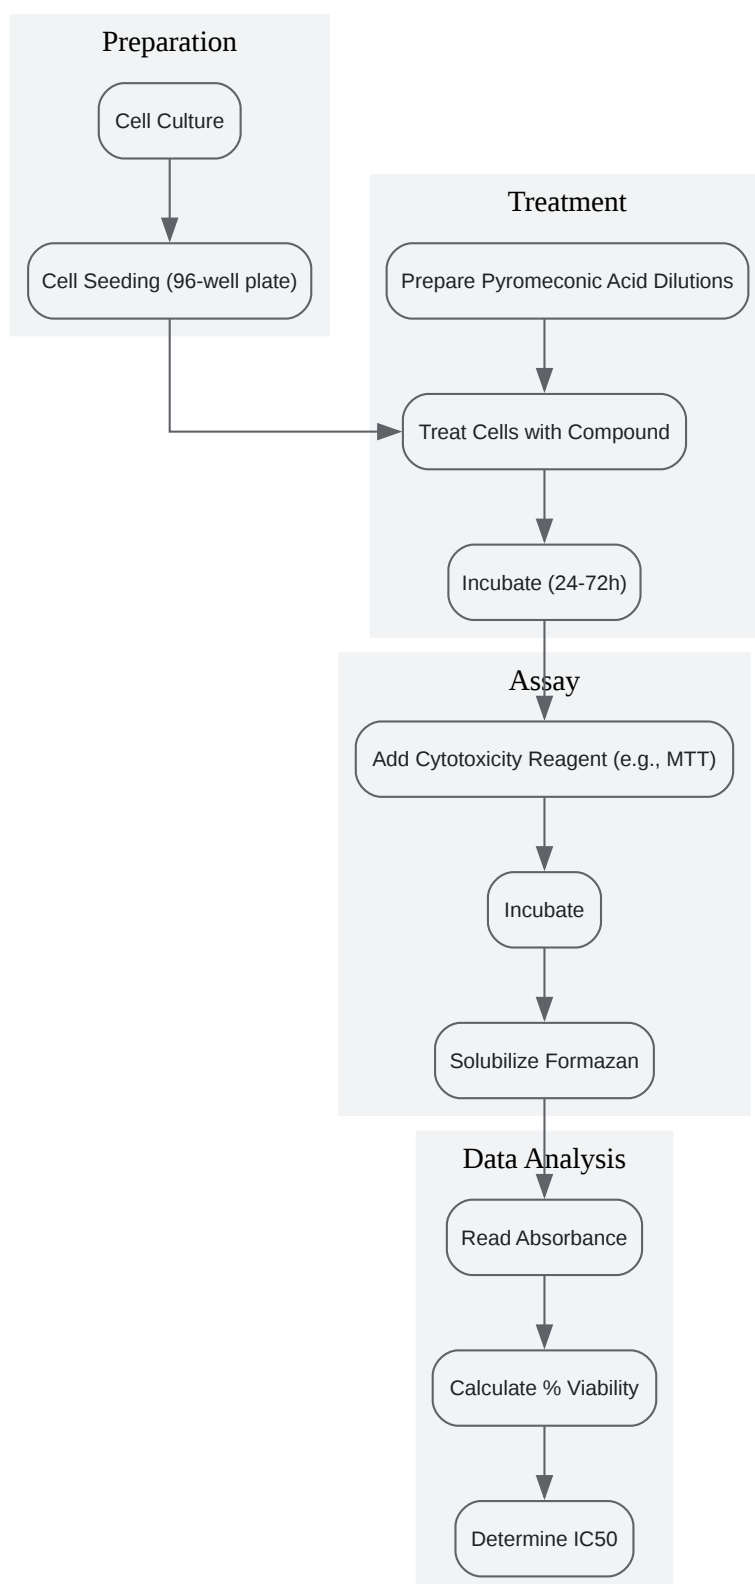 Preparation
Cell Culture
Cell Seeding (96-well plate)
Treatment
Prepare Pyromeconic Acid Dilutions
Treat Cells with Compound
Incubate (24-72h)
Assay
Add Cytotoxicity Reagent (e.g., MTT)
Incubate
Solubilize Formazan
Data Analysis
Read Absorbance
Calculate % Viability
Determine IC50